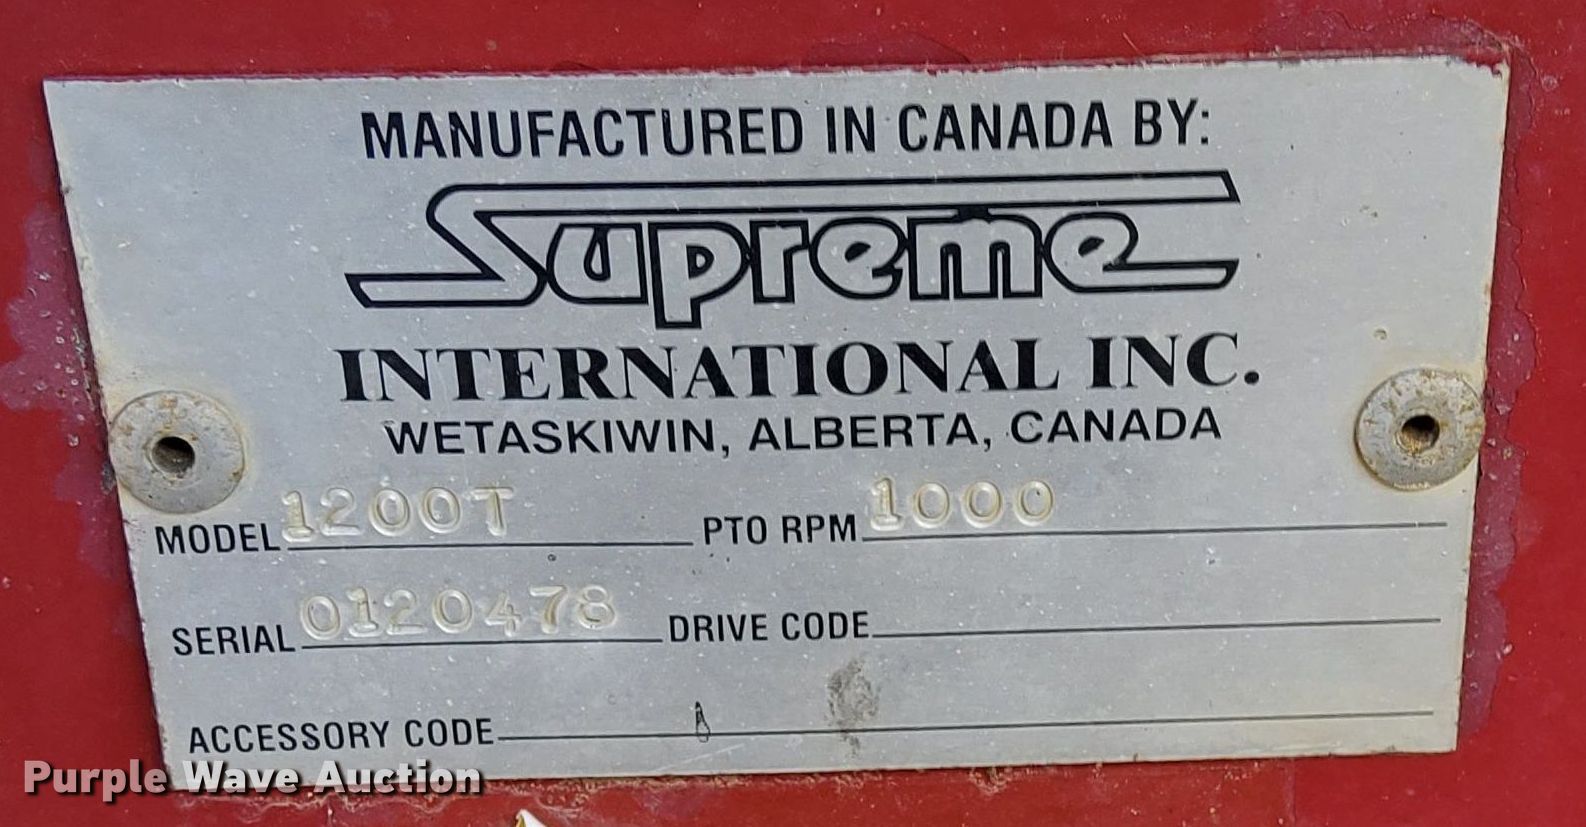 MANUFACTURED IN CANADA BY:
Supreme
INTERNATIONAL INC.
WETASKIWIN, ALBERTA, CANADA
MODEL 1200T PTO RPM 1000
SERIAL 0120478 DRIVE CODE
ACCESSORY CODE
Purple Wave Auction